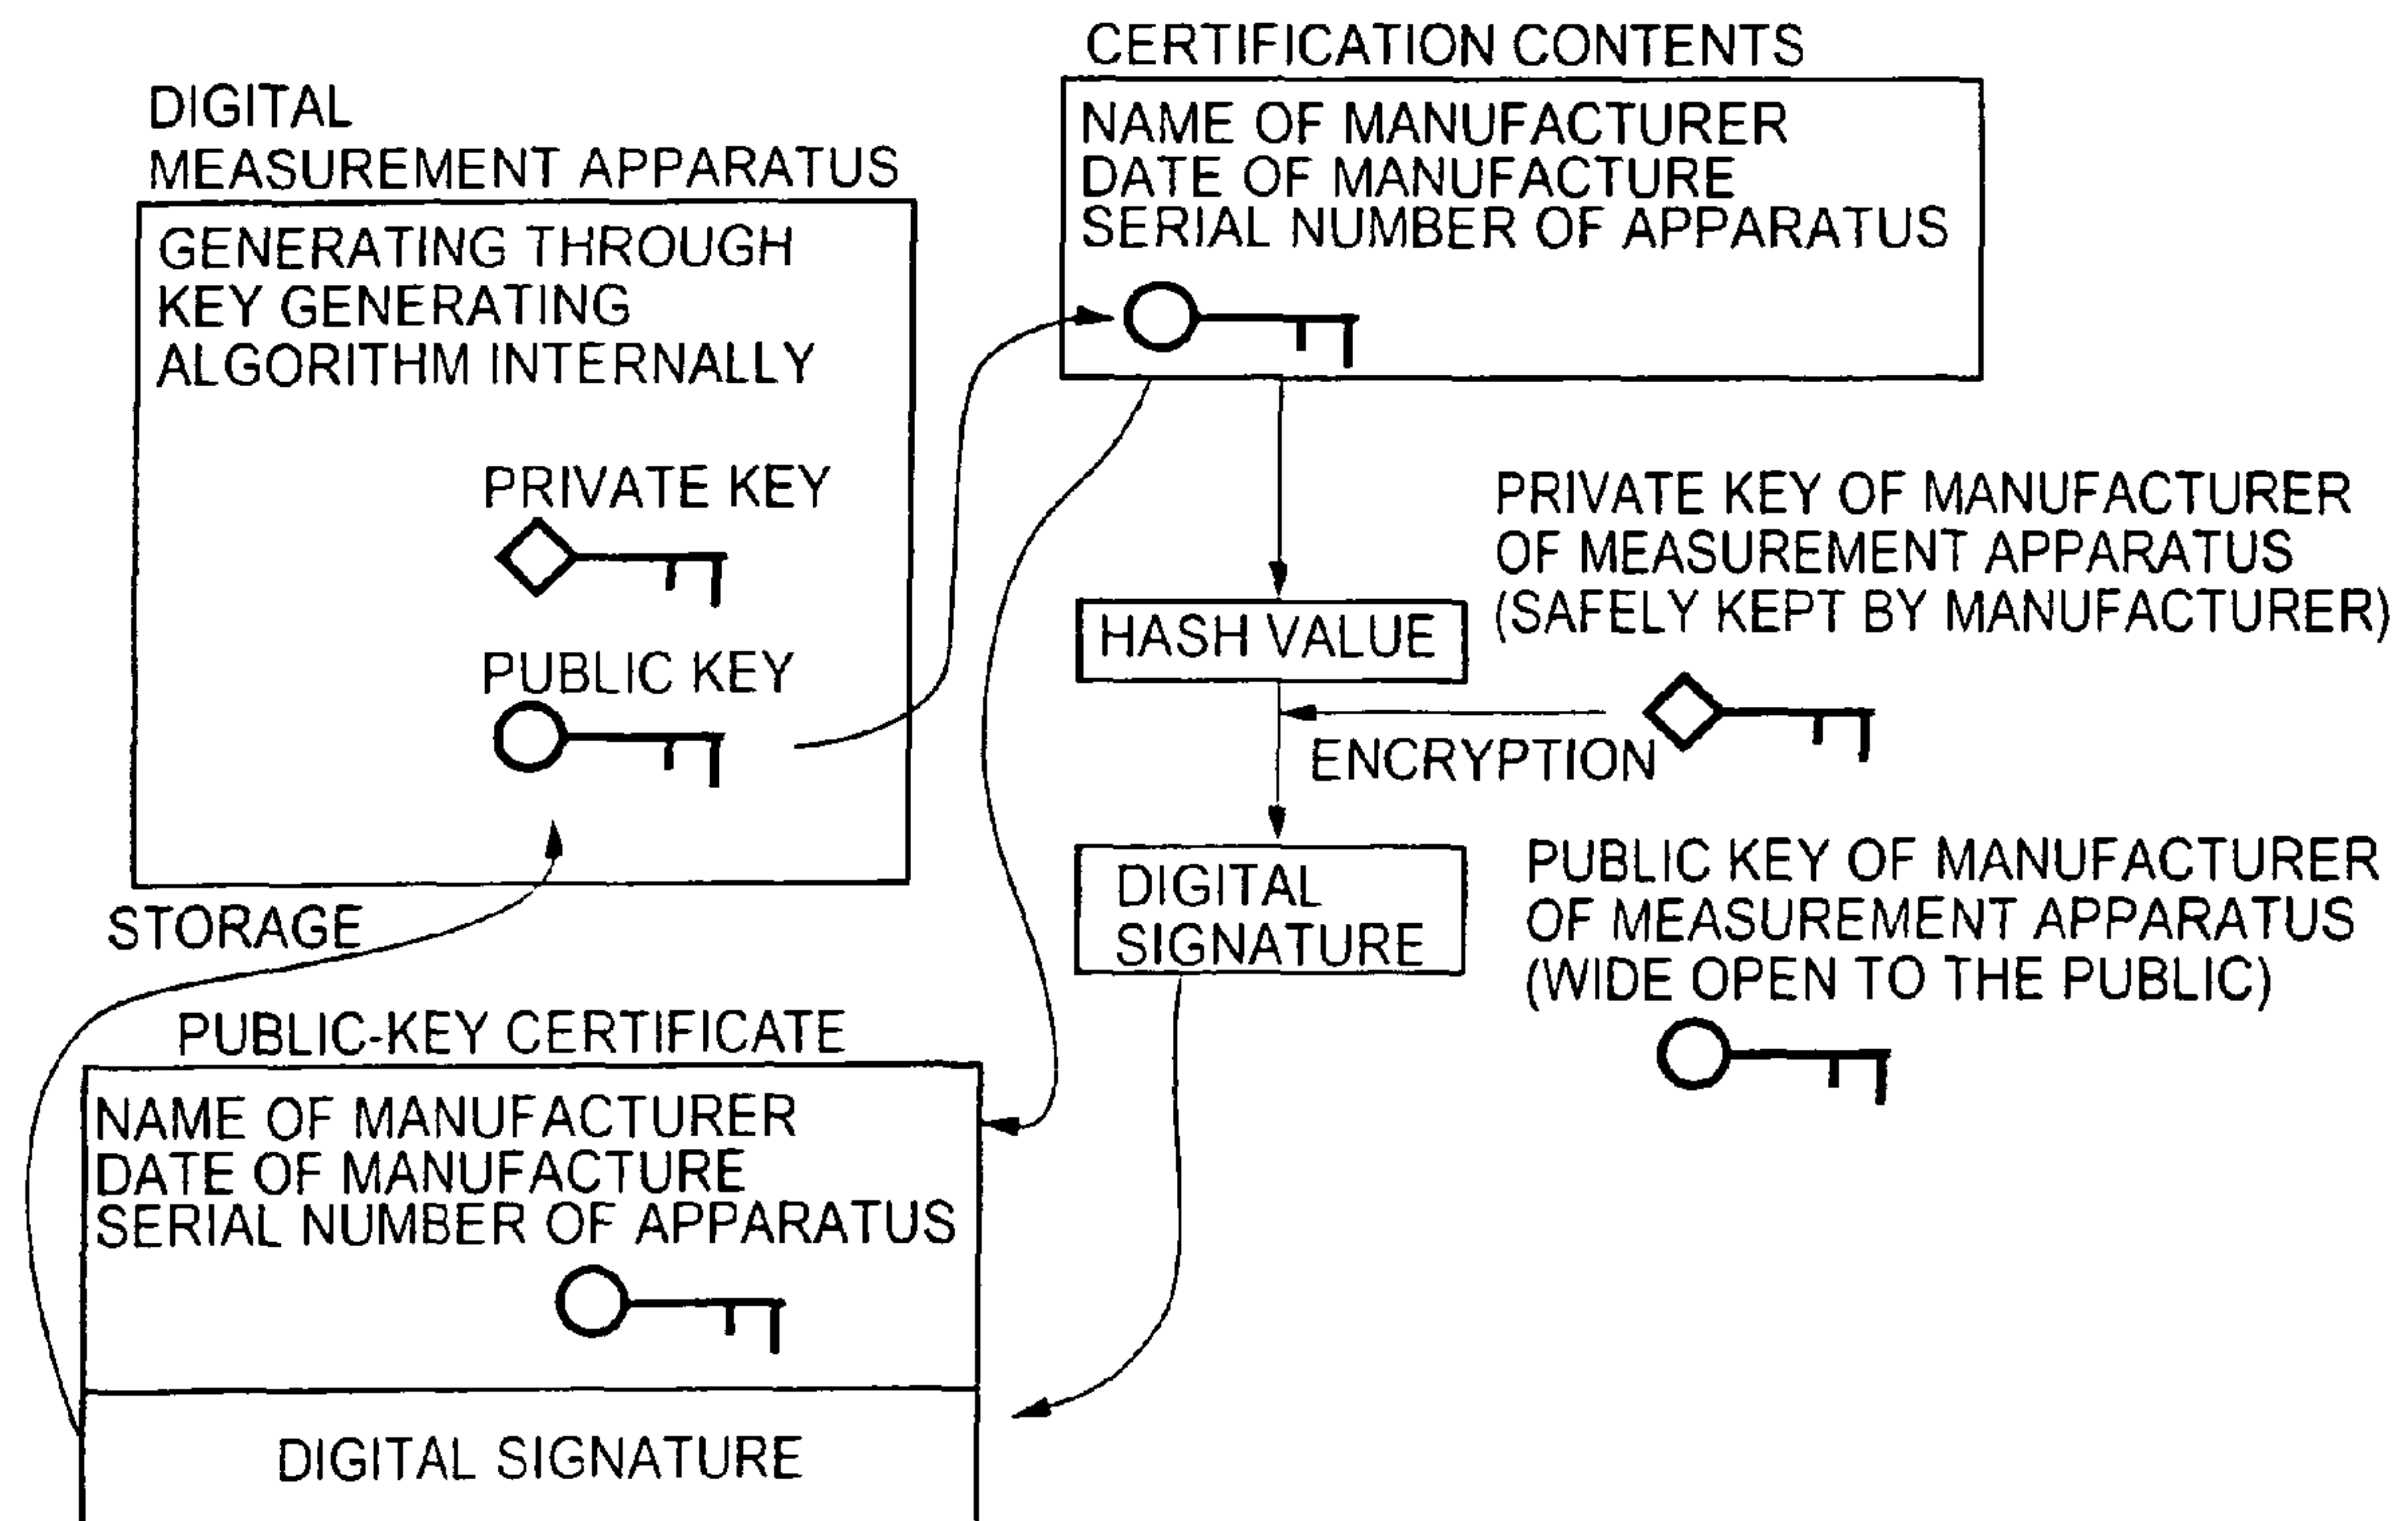 DIGITAL
MEASUREMENT APPARATUS
GENERATING THROUGH
KEY GENERATING
ALGORITHM INTERNALLY
PRIVATE KEY
PUBLIC KEY
STORAGE
CERTIFICATION CONTENTS
NAME OF MANUFACTURER
DATE OF MANUFACTURE
SERIAL NUMBER OF APPARATUS
HASH VALUE
PRIVATE KEY OF MANUFACTURER
OF MEASUREMENT APPARATUS
(SAFELY KEPT BY MANUFACTURER)
ENCRYPTION
DIGITAL
SIGNATURE
PUBLIC KEY OF MANUFACTURER
OF MEASUREMENT APPARATUS
(WIDE OPEN TO THE PUBLIC)
PUBLIC-KEY CERTIFICATE
NAME OF MANUFACTURER
DATE OF MANUFACTURE
SERIAL NUMBER OF APPARATUS
DIGITAL SIGNATURE